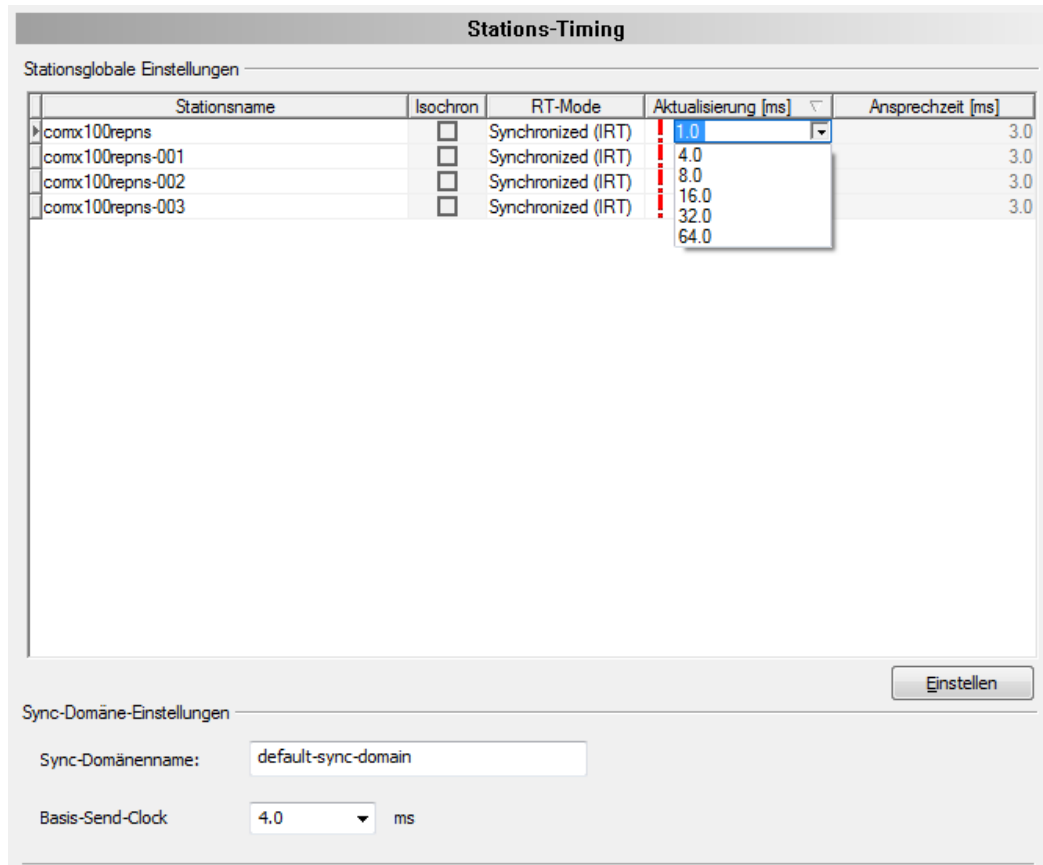 Stations-Timing
Stationsglobale Einstellungen
Stationsname Isochron RT-Mode Aktualisierung [ms] Ansprechzeit [ms]
comx100repns Synchronized (IRT) 1.0 3.0
comx100repns-001 Synchronized (IRT) 4.0 3.0
comx100repns-002 Synchronized (IRT) 8.0 3.0
16.0
comx100repns-003 Synchronized (IRT) 32.0 3.0
64.0
Einstellen
Sync-Domäne-Einstellungen
Sync-Domänenname: default-sync-domain
Basis-Send-Clock 4.0 ms